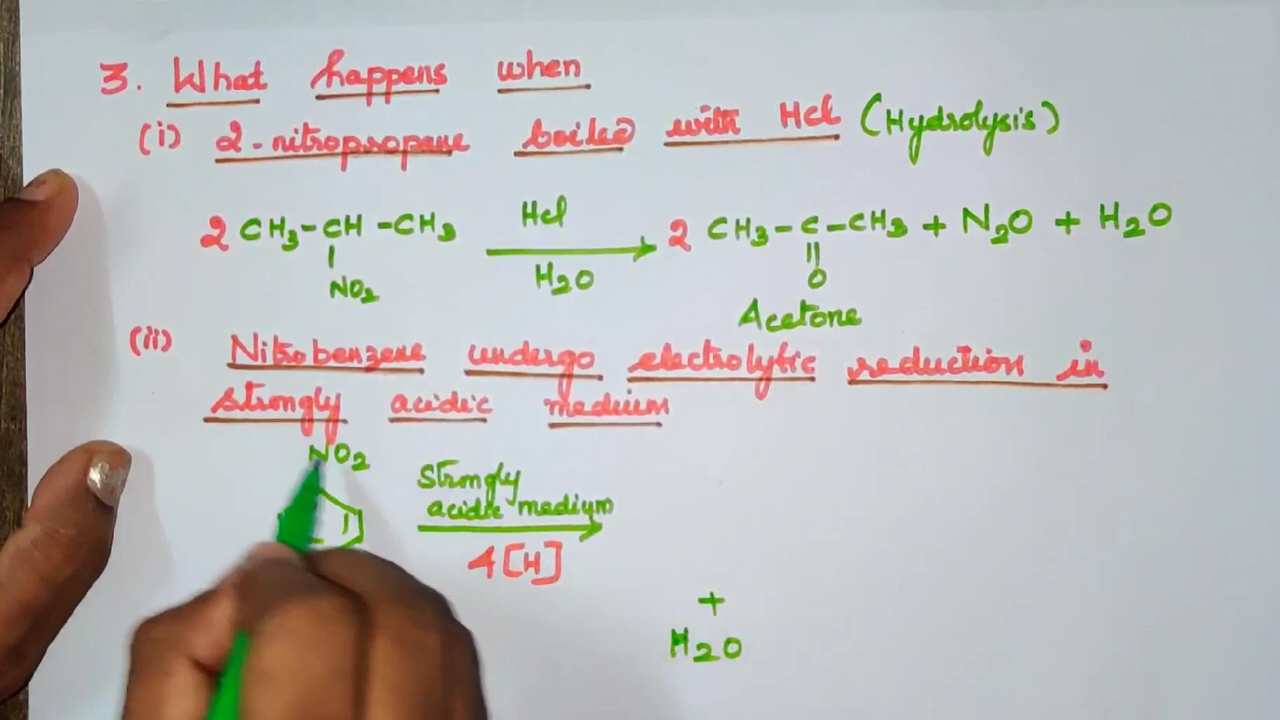 3. What happens when
(i) 2-nitropropane boiled with Hcl (Hydrolysis)
2 CH₃-CH-CH₃ Hcl 2 CH₃-C-CH₃ + N₂O + H₂O
NO₂ H₂O O
Acetone
(ii) Nitrobenzene undergo electrolytic reduction in
strongly acidic medium
NO₂ Strongly
acidic medium
4[H]
+
H₂O